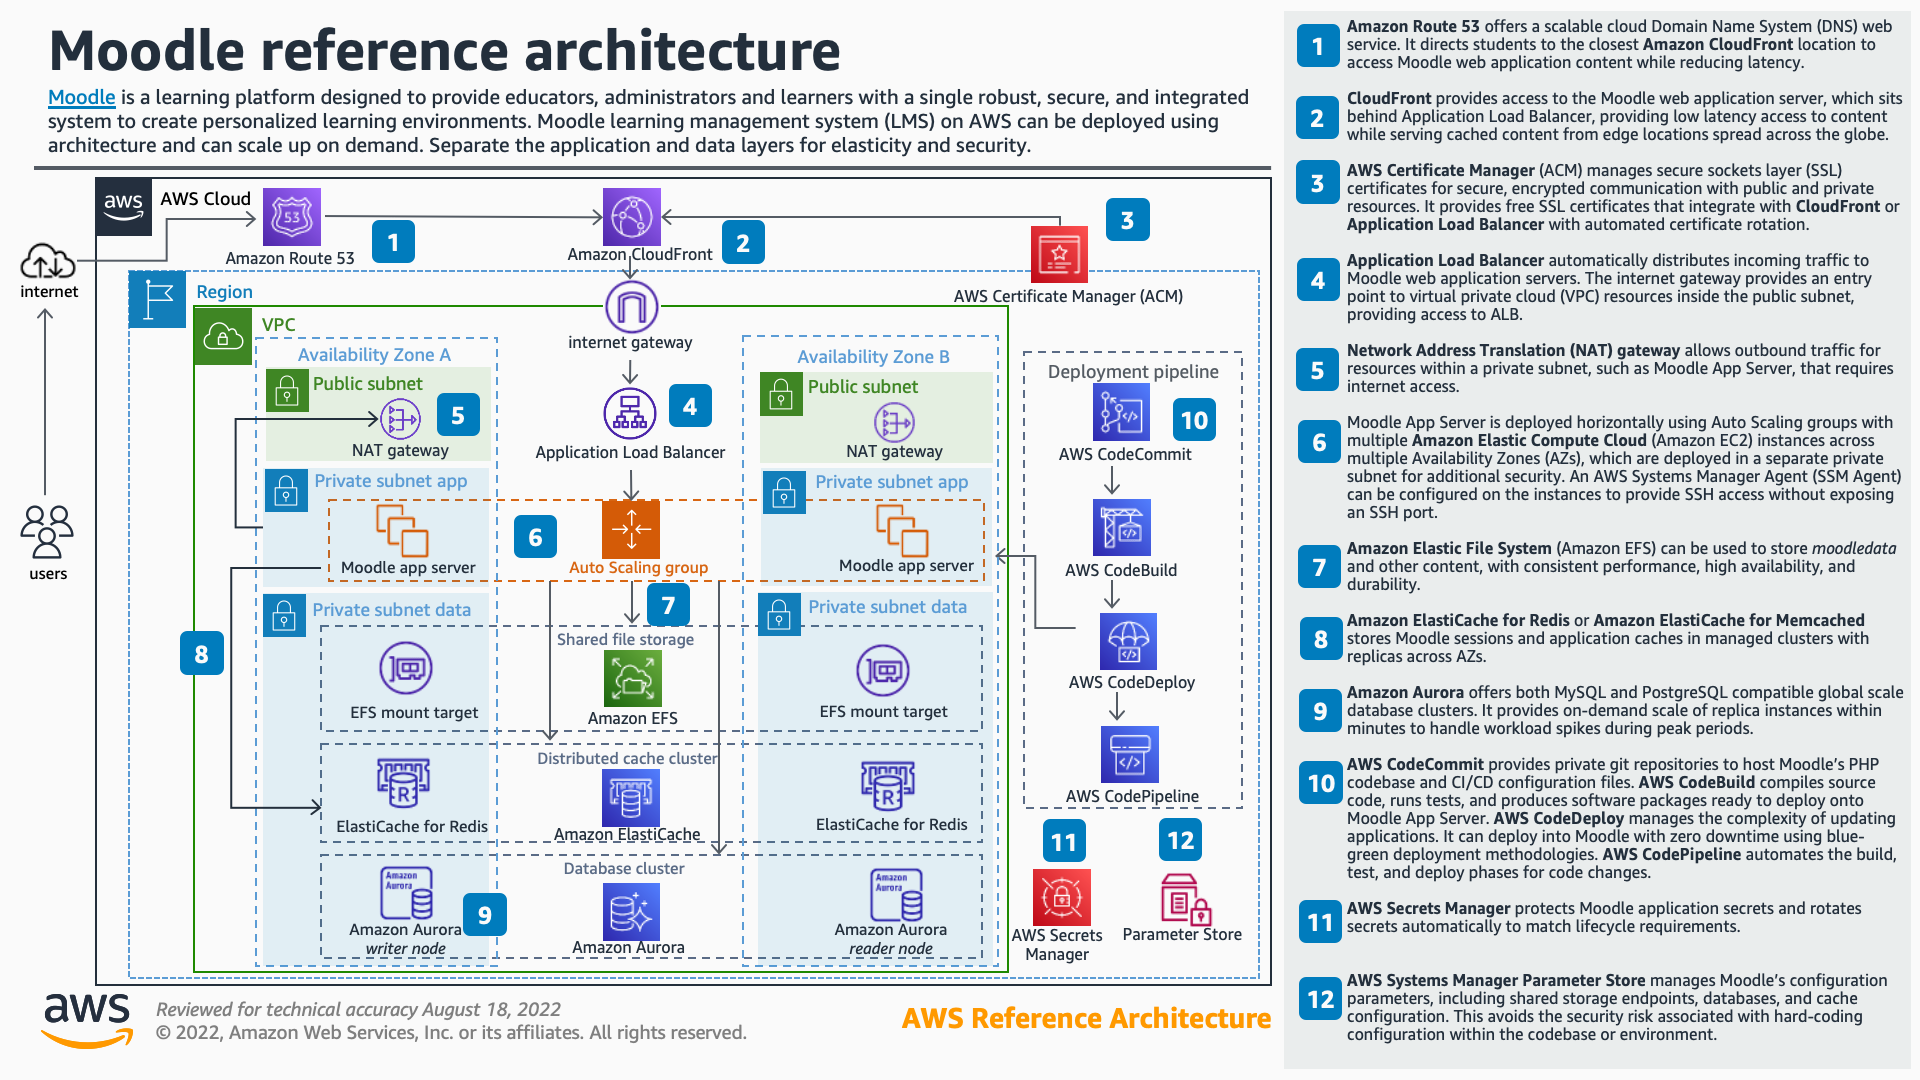 Moodle reference architecture
Moodle is a learning platform designed to provide educators, administrators and learners with a single robust, secure, and integrated
system to create personalized learning environments. Moodle learning management system (LMS) on AWS can be deployed using
architecture and can scale up on demand. Separate the application and data layers for elasticity and security.
aws
AWS Cloud
53
Amazon Route 53
1
Amazon CloudFront
2
3
AWS Certificate Manager (ACM)
internet
users
Region
VPC
internet gateway
Availability Zone A
Availability Zone B
Public subnet
NAT gateway
5
Application Load Balancer
4
Public subnet
NAT gateway
Private subnet app
Moodle app server
6
Auto Scaling group
Private subnet app
Moodle app server
7
8
Private subnet data
EFS mount target
Shared file storage
Amazon EFS
Private subnet data
EFS mount target
Distributed cache cluster
R
ElastiCache for Redis
Amazon ElastiCache
R
ElastiCache for Redis
Database cluster
Amazon
Aurora
Amazon Aurora
writer node
9
Amazon Aurora
Amazon
Aurora
Amazon Aurora
reader node
Deployment pipeline
10
AWS CodeCommit
AWS CodeBuild
AWS CodeDeploy
AWS CodePipeline
11
AWS Secrets
Manager
12
Parameter Store
aws
Reviewed for technical accuracy August 18, 2022
© 2022, Amazon Web Services, Inc. or its affiliates. All rights reserved.
AWS Reference Architecture
1
Amazon Route 53 offers a scalable cloud Domain Name System (DNS) web
service. It directs students to the closest Amazon CloudFront location to
access Moodle web application content while reducing latency.
2
CloudFront provides access to the Moodle web application server, which sits
behind Application Load Balancer, providing low latency access to content
while serving cached content from edge locations spread across the globe.
3
AWS Certificate Manager (ACM) manages secure sockets layer (SSL)
certificates for secure, encrypted communication with public and private
resources. It provides free SSL certificates that integrate with CloudFront or
Application Load Balancer with automated certificate rotation.
4
Application Load Balancer automatically distributes incoming traffic to
Moodle web application servers. The internet gateway provides an entry
point to virtual private cloud (VPC) resources inside the public subnet,
providing access to ALB.
5
Network Address Translation (NAT) gateway allows outbound traffic for
resources within a private subnet, such as Moodle App Server, that requires
internet access.
6
Moodle App Server is deployed horizontally using Auto Scaling groups with
multiple Amazon Elastic Compute Cloud (Amazon EC2) instances across
multiple Availability Zones (AZs), which are deployed in a separate private
subnet for additional security. An AWS Systems Manager Agent (SSM Agent)
can be configured on the instances to provide SSH access without exposing
an SSH port.
7
Amazon Elastic File System (Amazon EFS) can be used to store moodledata
and other content, with consistent performance, high availability, and
durability.
8
Amazon ElastiCache for Redis or Amazon ElastiCache for Memcached
stores Moodle sessions and application caches in managed clusters with
replicas across AZs.
9
Amazon Aurora offers both MySQL and PostgreSQL compatible global scale
database clusters. It provides on-demand scale of replica instances within
minutes to handle workload spikes during peak periods.
10
AWS CodeCommit provides private git repositories to host Moodle's PHP
codebase and CI/CD configuration files. AWS CodeBuild compiles source
code, runs tests, and produces software packages ready to deploy onto
Moodle App Server. AWS CodeDeploy manages the complexity of updating
applications. It can deploy into Moodle with zero downtime using blue-
green deployment methodologies. AWS CodePipeline automates the build,
test, and deploy phases for code changes.
11
AWS Secrets Manager protects Moodle application secrets and rotates
secrets automatically to match lifecycle requirements.
12
AWS Systems Manager Parameter Store manages Moodle's configuration
parameters, including shared storage endpoints, databases, and cache
configuration. This avoids the security risk associated with hard-coding
configuration within the codebase or environment.